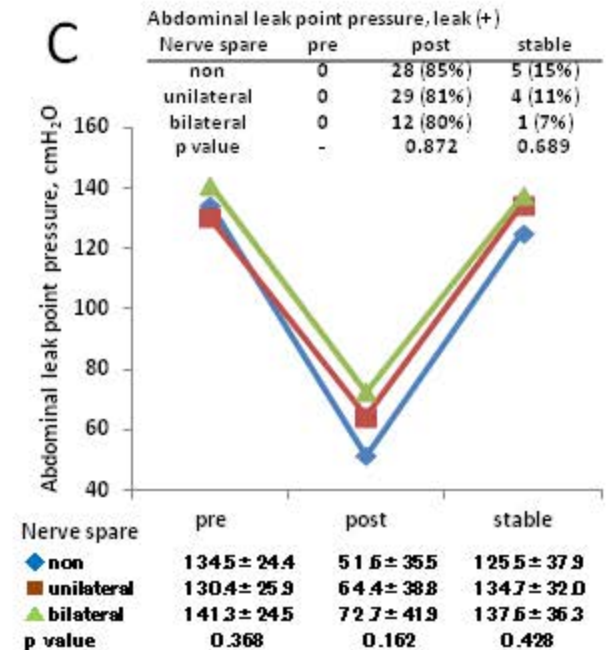 C
Abdominal leak point pressure, leak (+)
Nerve spare pre post stable
non 0 28 (85%) 5 (15%)
unilateral 0 29 (81%) 4 (11%)
bilateral 0 12 (80%) 1 (7%)
p value - 0.872 0.689
Abdominal leak point pressure, cmH₂O
160
140
120
100
80
60
40
pre post stable
Nerve spare
non 134.5 ± 24.4 51.6 ± 35.5 125.5 ± 37.9
unilateral 130.4 ± 25.9 64.4 ± 38.8 134.7 ± 32.0
bilateral 141.3 ± 24.5 72.7 ± 41.9 137.6 ± 36.3
p value 0.368 0.162 0.428